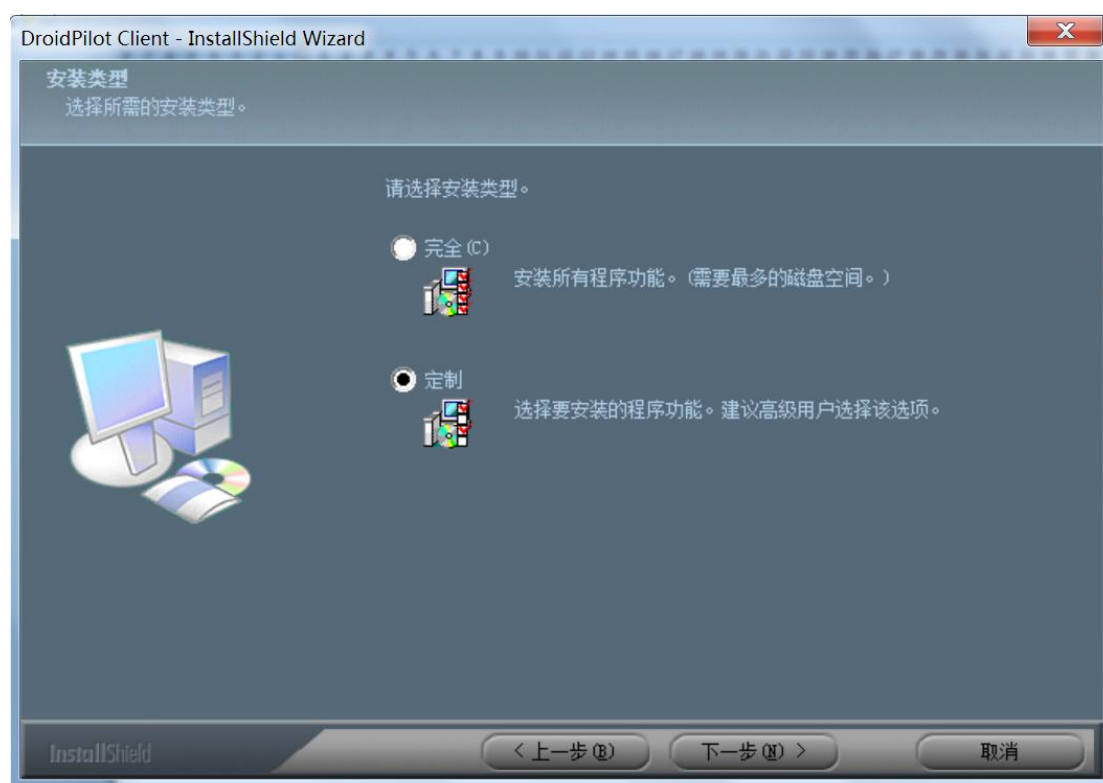 DroidPilot Client - InstallShield Wizard
安装类型
选择所需的安装类型。
请选择安装类型。
完全(C)
安装所有程序功能。(需要最多的磁盘空间。)
定制
选择要安装的程序功能。建议高级用户选择该选项。
InstallShield
< 上一步(B)
下一步(N) >
取消